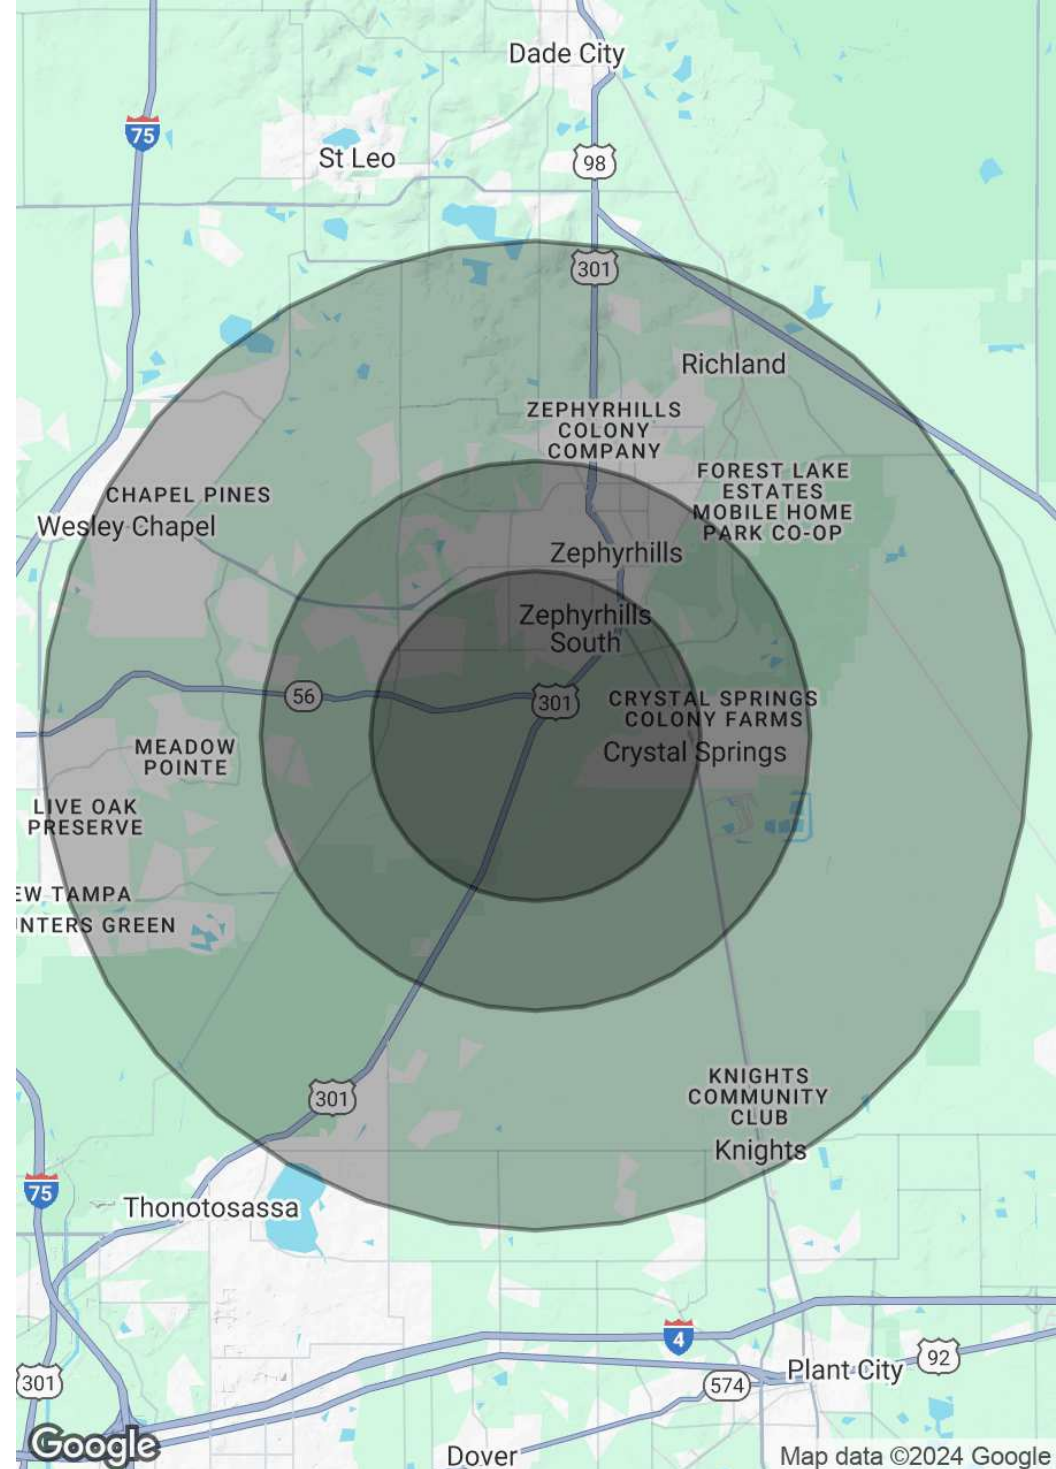 Dade City
75
St Leo
98
301
Richland
ZEPHYRHILLS
COLONY
COMPANY
FOREST LAKE
ESTATES
MOBILE HOME
PARK CO-OP
CHAPEL PINES
Wesley Chapel
Zephyrhills
Zephyrhills
South
56
301
CRYSTAL SPRINGS
COLONY FARMS
Crystal Springs
MEADOW
POINTE
LIVE OAK
PRESERVE
EW TAMPA
NTERS GREEN
301
KNIGHTS
COMMUNITY
CLUB
Knights
75
Thonotosassa
4
Plant City
92
301
574
Google
Dover
Map data ©2024 Google